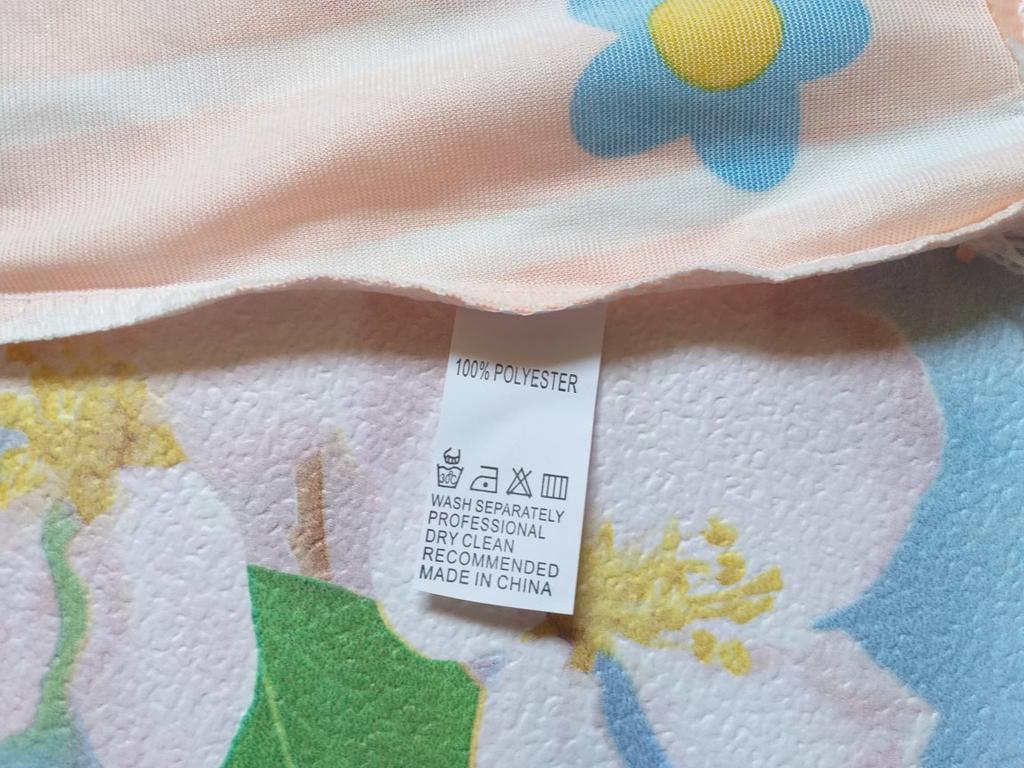 100% POLYESTER
30°C
WASH SEPARATELY
PROFESSIONAL
DRY CLEAN
RECOMMENDED
MADE IN CHINA